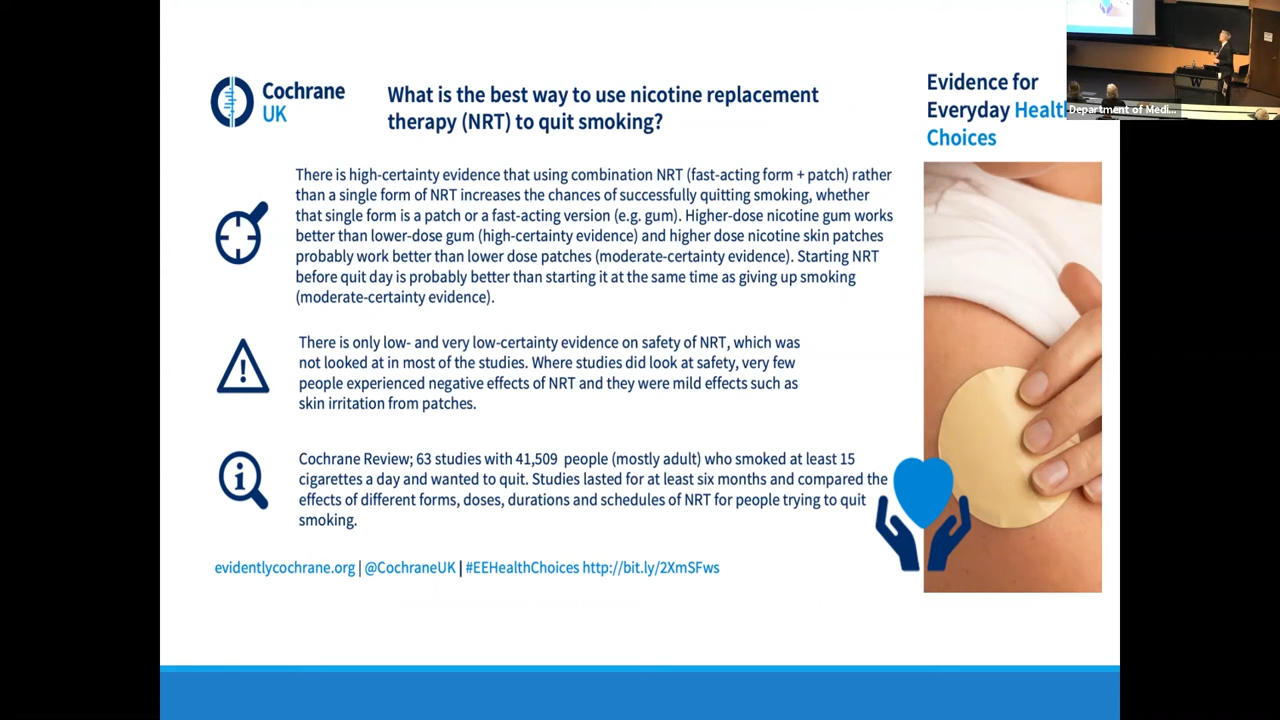 Cochrane
UK
What is the best way to use nicotine replacement
therapy (NRT) to quit smoking?
Evidence for
Everyday Healt
Choices
Department of Medi...
W
There is high-certainty evidence that using combination NRT (fast-acting form + patch) rather
than a single form of NRT increases the chances of successfully quitting smoking, whether
that single form is a patch or a fast-acting version (e.g. gum). Higher-dose nicotine gum works
better than lower-dose gum (high-certainty evidence) and higher dose nicotine skin patches
probably work better than lower dose patches (moderate-certainty evidence). Starting NRT
before quit day is probably better than starting it at the same time as giving up smoking
(moderate-certainty evidence).
There is only low- and very low-certainty evidence on safety of NRT, which was
not looked at in most of the studies. Where studies did look at safety, very few
people experienced negative effects of NRT and they were mild effects such as
skin irritation from patches.
Cochrane Review; 63 studies with 41,509 people (mostly adult) who smoked at least 15
cigarettes a day and wanted to quit. Studies lasted for at least six months and compared the
effects of different forms, doses, durations and schedules of NRT for people trying to quit
smoking.
evidentlycochrane.org | @CochraneUK | #EEHealthChoices http://bit.ly/2XmSFws